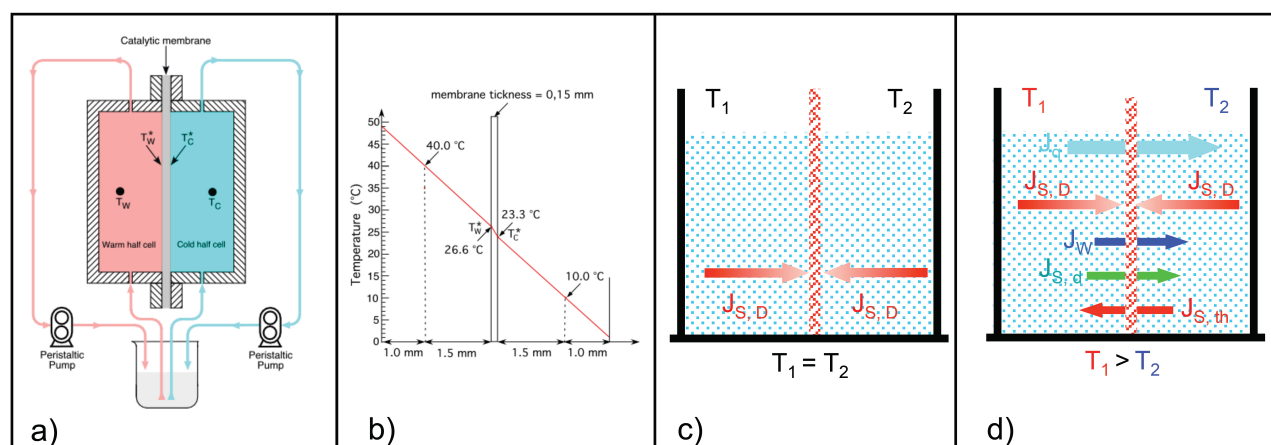 Catalytic membrane
T*W
T*C
TW
TC
Warm half cell
Cold half cell
Peristaltic
Pump
Peristaltic
Pump
a)
membrane tickness = 0,15 mm
Temperature (°C)
50
45
40
35
30
25
20
15
10
5
0
40.0 °C
23.3 °C
T*W
T*C
26.6 °C
10.0 °C
1.0 mm
1.5 mm
1.5 mm
1.0 mm
b)
T1
T2
JS, D
JS, D
T1 = T2
c)
T1
T2
Jq
JS, D
JS, D
JW
JS, d
JS, th
T1 > T2
d)